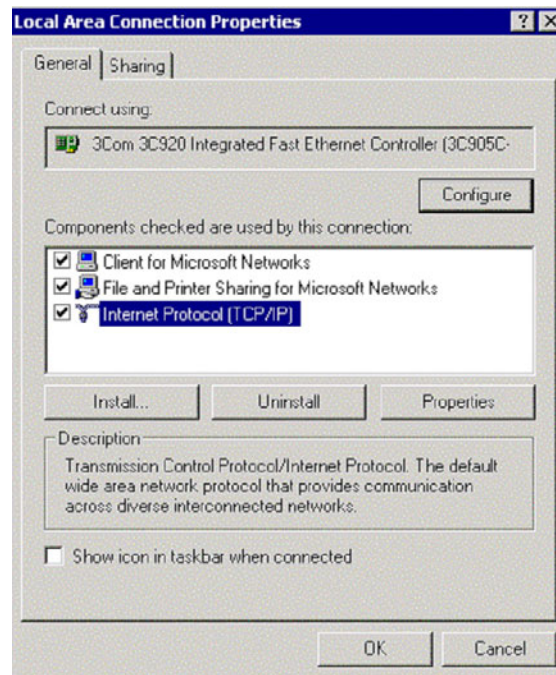 Local Area Connection Properties
General
Sharing
Connect using:
3Com 3C920 Integrated Fast Ethernet Controller (3C905C-
Configure
Components checked are used by this connection:
Client for Microsoft Networks
File and Printer Sharing for Microsoft Networks
Internet Protocol (TCP/IP)
Install...
Uninstall
Properties
Description
Transmission Control Protocol/Internet Protocol. The default
wide area network protocol that provides communication
across diverse interconnected networks.
Show icon in taskbar when connected
OK
Cancel